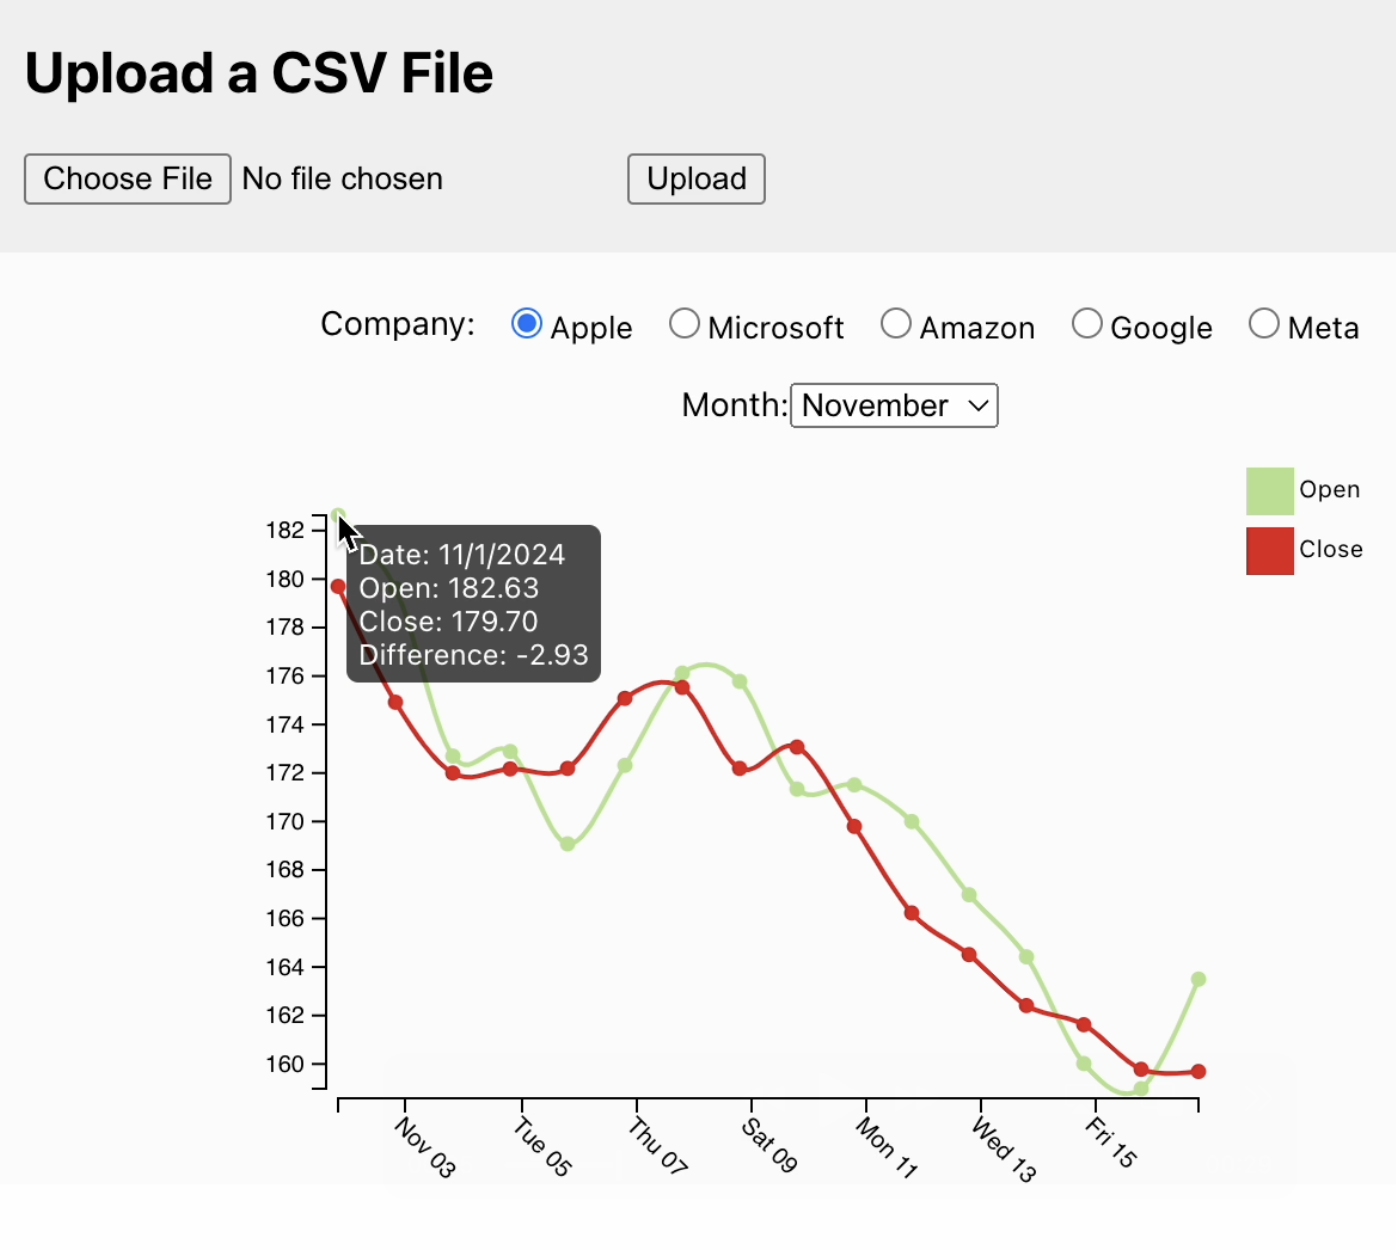 Upload a CSV File
Choose File No file chosen Upload
Company: Apple Microsoft Amazon Google Meta
Month: November
Open
Close
Date: 11/1/2024
Open: 182.63
Close: 179.70
Difference: -2.93
182
180
178
176
174
172
170
168
166
164
162
160
Nov 03
Tue 05
Thu 07
Sat 09
Mon 11
Wed 13
Fri 15